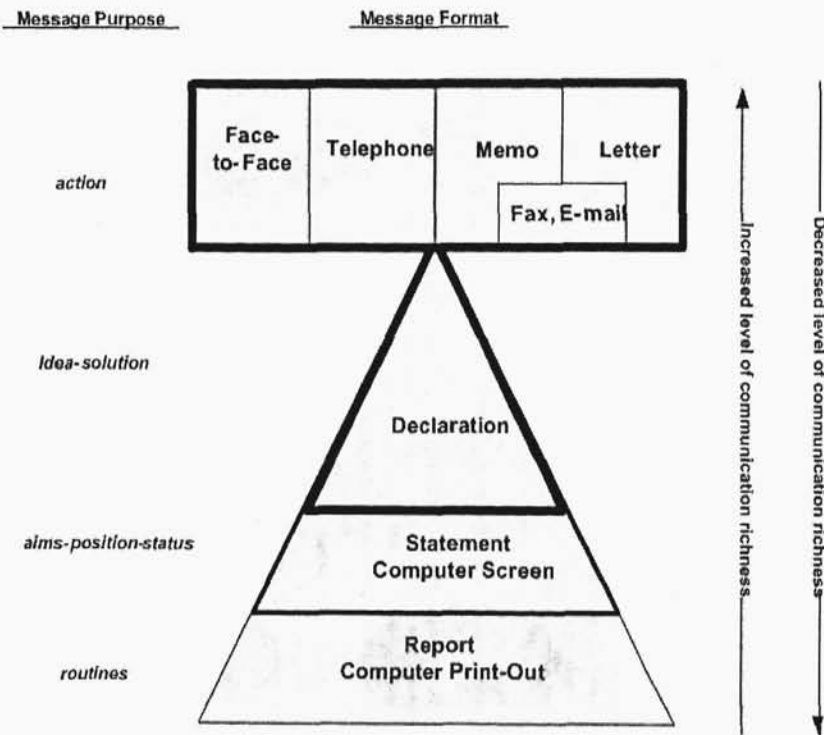 Message Purpose
Message Format
action
Face-
to-Face
Telephone
Memo
Letter
Fax, E-mail
Idea-solution
Declaration
aims-position-status
Statement
Computer Screen
routines
Report
Computer Print-Out
Increased level of communication richness
Decreased level of communication richness